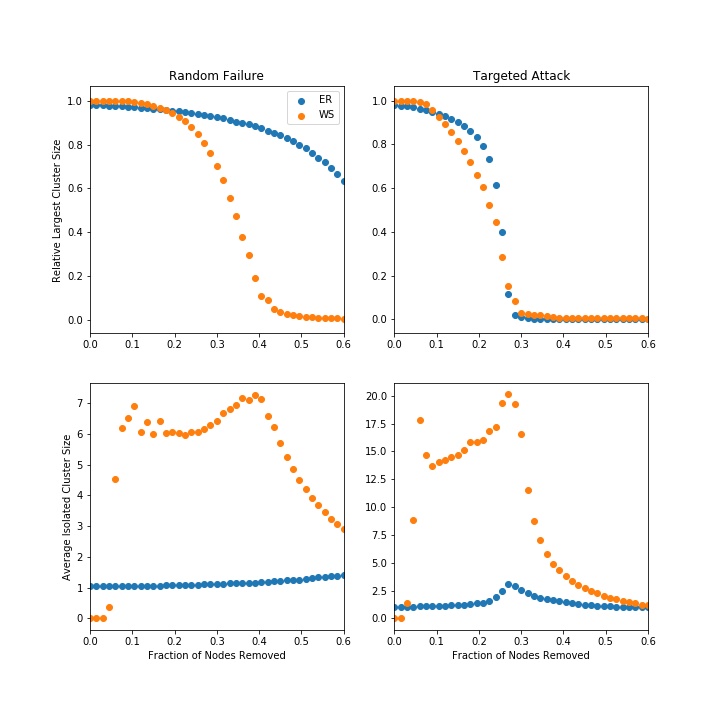 Random Failure
Targeted Attack
ER
WS
Relative Largest Cluster Size
1.0
0.8
0.6
0.4
0.2
0.0
0.0 0.1 0.2 0.3 0.4 0.5 0.6
1.0
0.8
0.6
0.4
0.2
0.0
0.0 0.1 0.2 0.3 0.4 0.5 0.6
Average Isolated Cluster Size
7
6
5
4
3
2
1
0
0.0 0.1 0.2 0.3 0.4 0.5 0.6
Fraction of Nodes Removed
20.0
17.5
15.0
12.5
10.0
7.5
5.0
2.5
0.0
0.0 0.1 0.2 0.3 0.4 0.5 0.6
Fraction of Nodes Removed